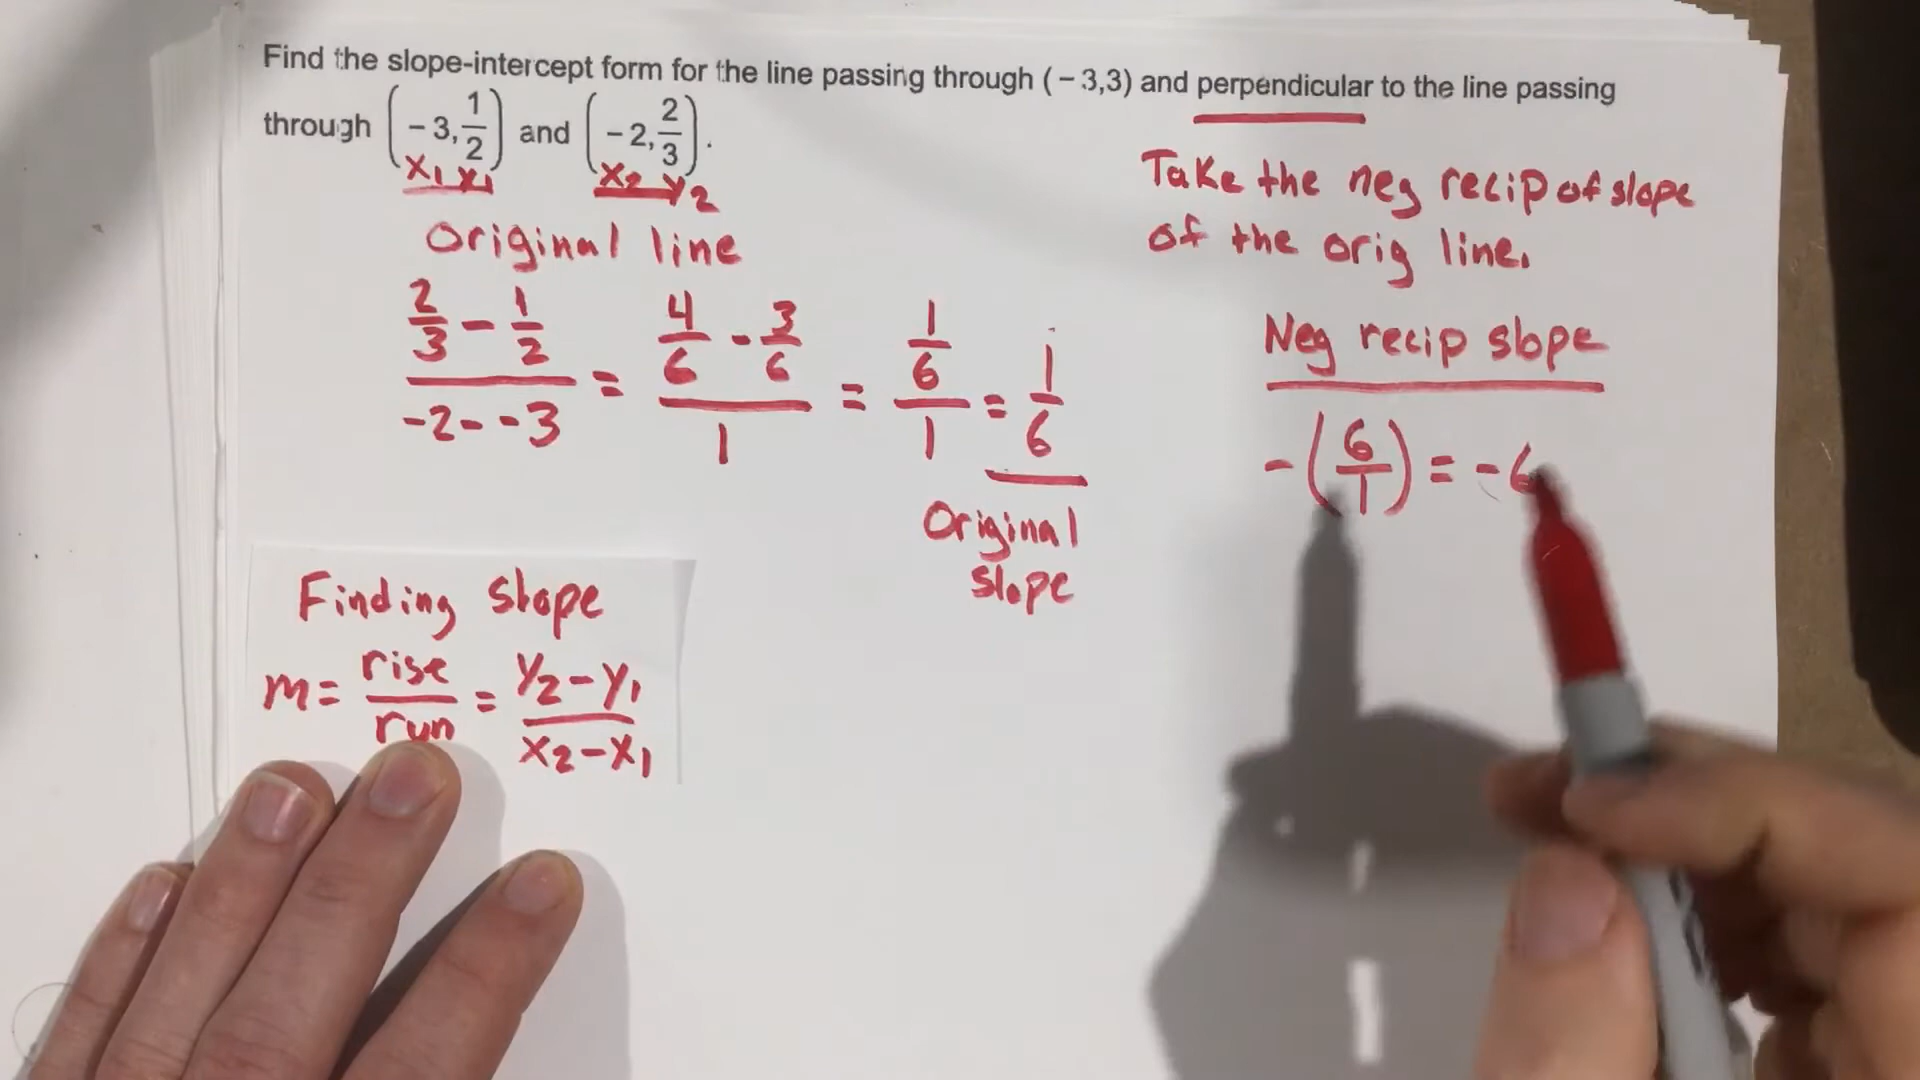 Find the slope-intercept form for the line passing through (-3,3) and perpendicular to the line passing
through (-3, 1/2) and (-2, 2/3).
x1 y1 x2 y2
Take the neg recip of slope
of the orig line.
Original line
(2/3 - 1/2)/(-2--3) = (4/6 - 3/6)/1 = (1/6)/1 = 1/6
Original
slope
Neg recip slope
-(6/1) = -6
Finding slope
m = rise/run = (y2-y1)/(x2-x1)